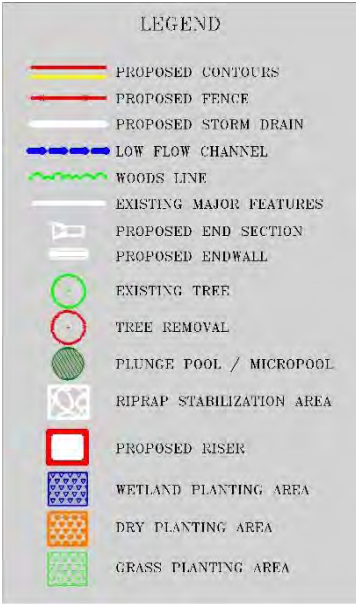 LEGEND
PROPOSED CONTOURS
PROPOSED FENCE
PROPOSED STORM DRAIN
LOW FLOW CHANNEL
WOODS LINE
EXISTING MAJOR FEATURES
PROPOSED END SECTION
PROPOSED ENDWALL
EXISTING TREE
TREE REMOVAL
PLUNGE POOL / MICROPOOL
RIPRAP STABILIZATION AREA
PROPOSED RISER
WETLAND PLANTING AREA
DRY PLANTING AREA
GRASS PLANTING AREA